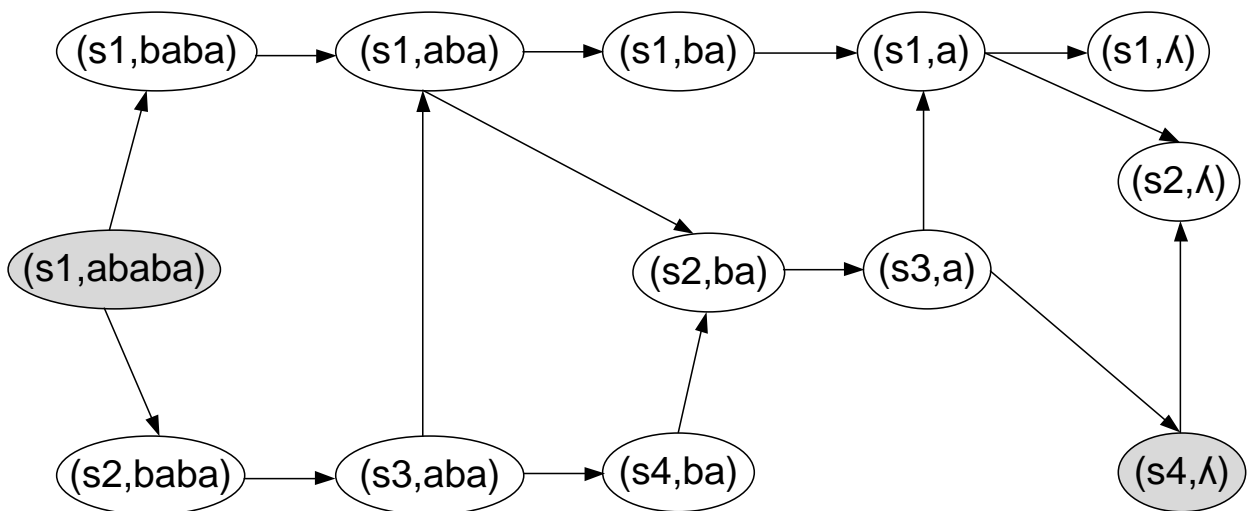 (s1,baba)
(s1,aba)
(s1,ba)
(s1,a)
(s1,ʎ)
(s2,ʎ)
(s1,ababa)
(s2,ba)
(s3,a)
(s2,baba)
(s3,aba)
(s4,ba)
(s4,ʎ)